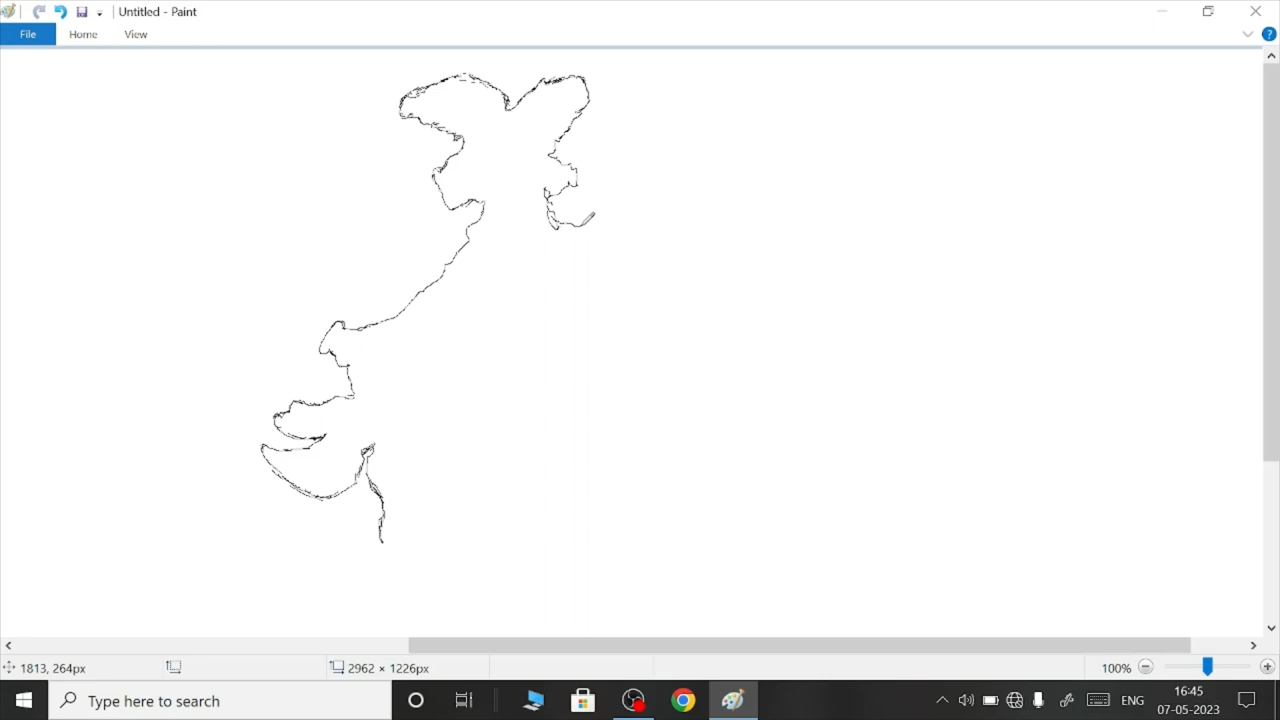 Untitled - Paint
File Home View
1813, 264px 2962 × 1226px 100%
Type here to search ENG 16:45
07-05-2023